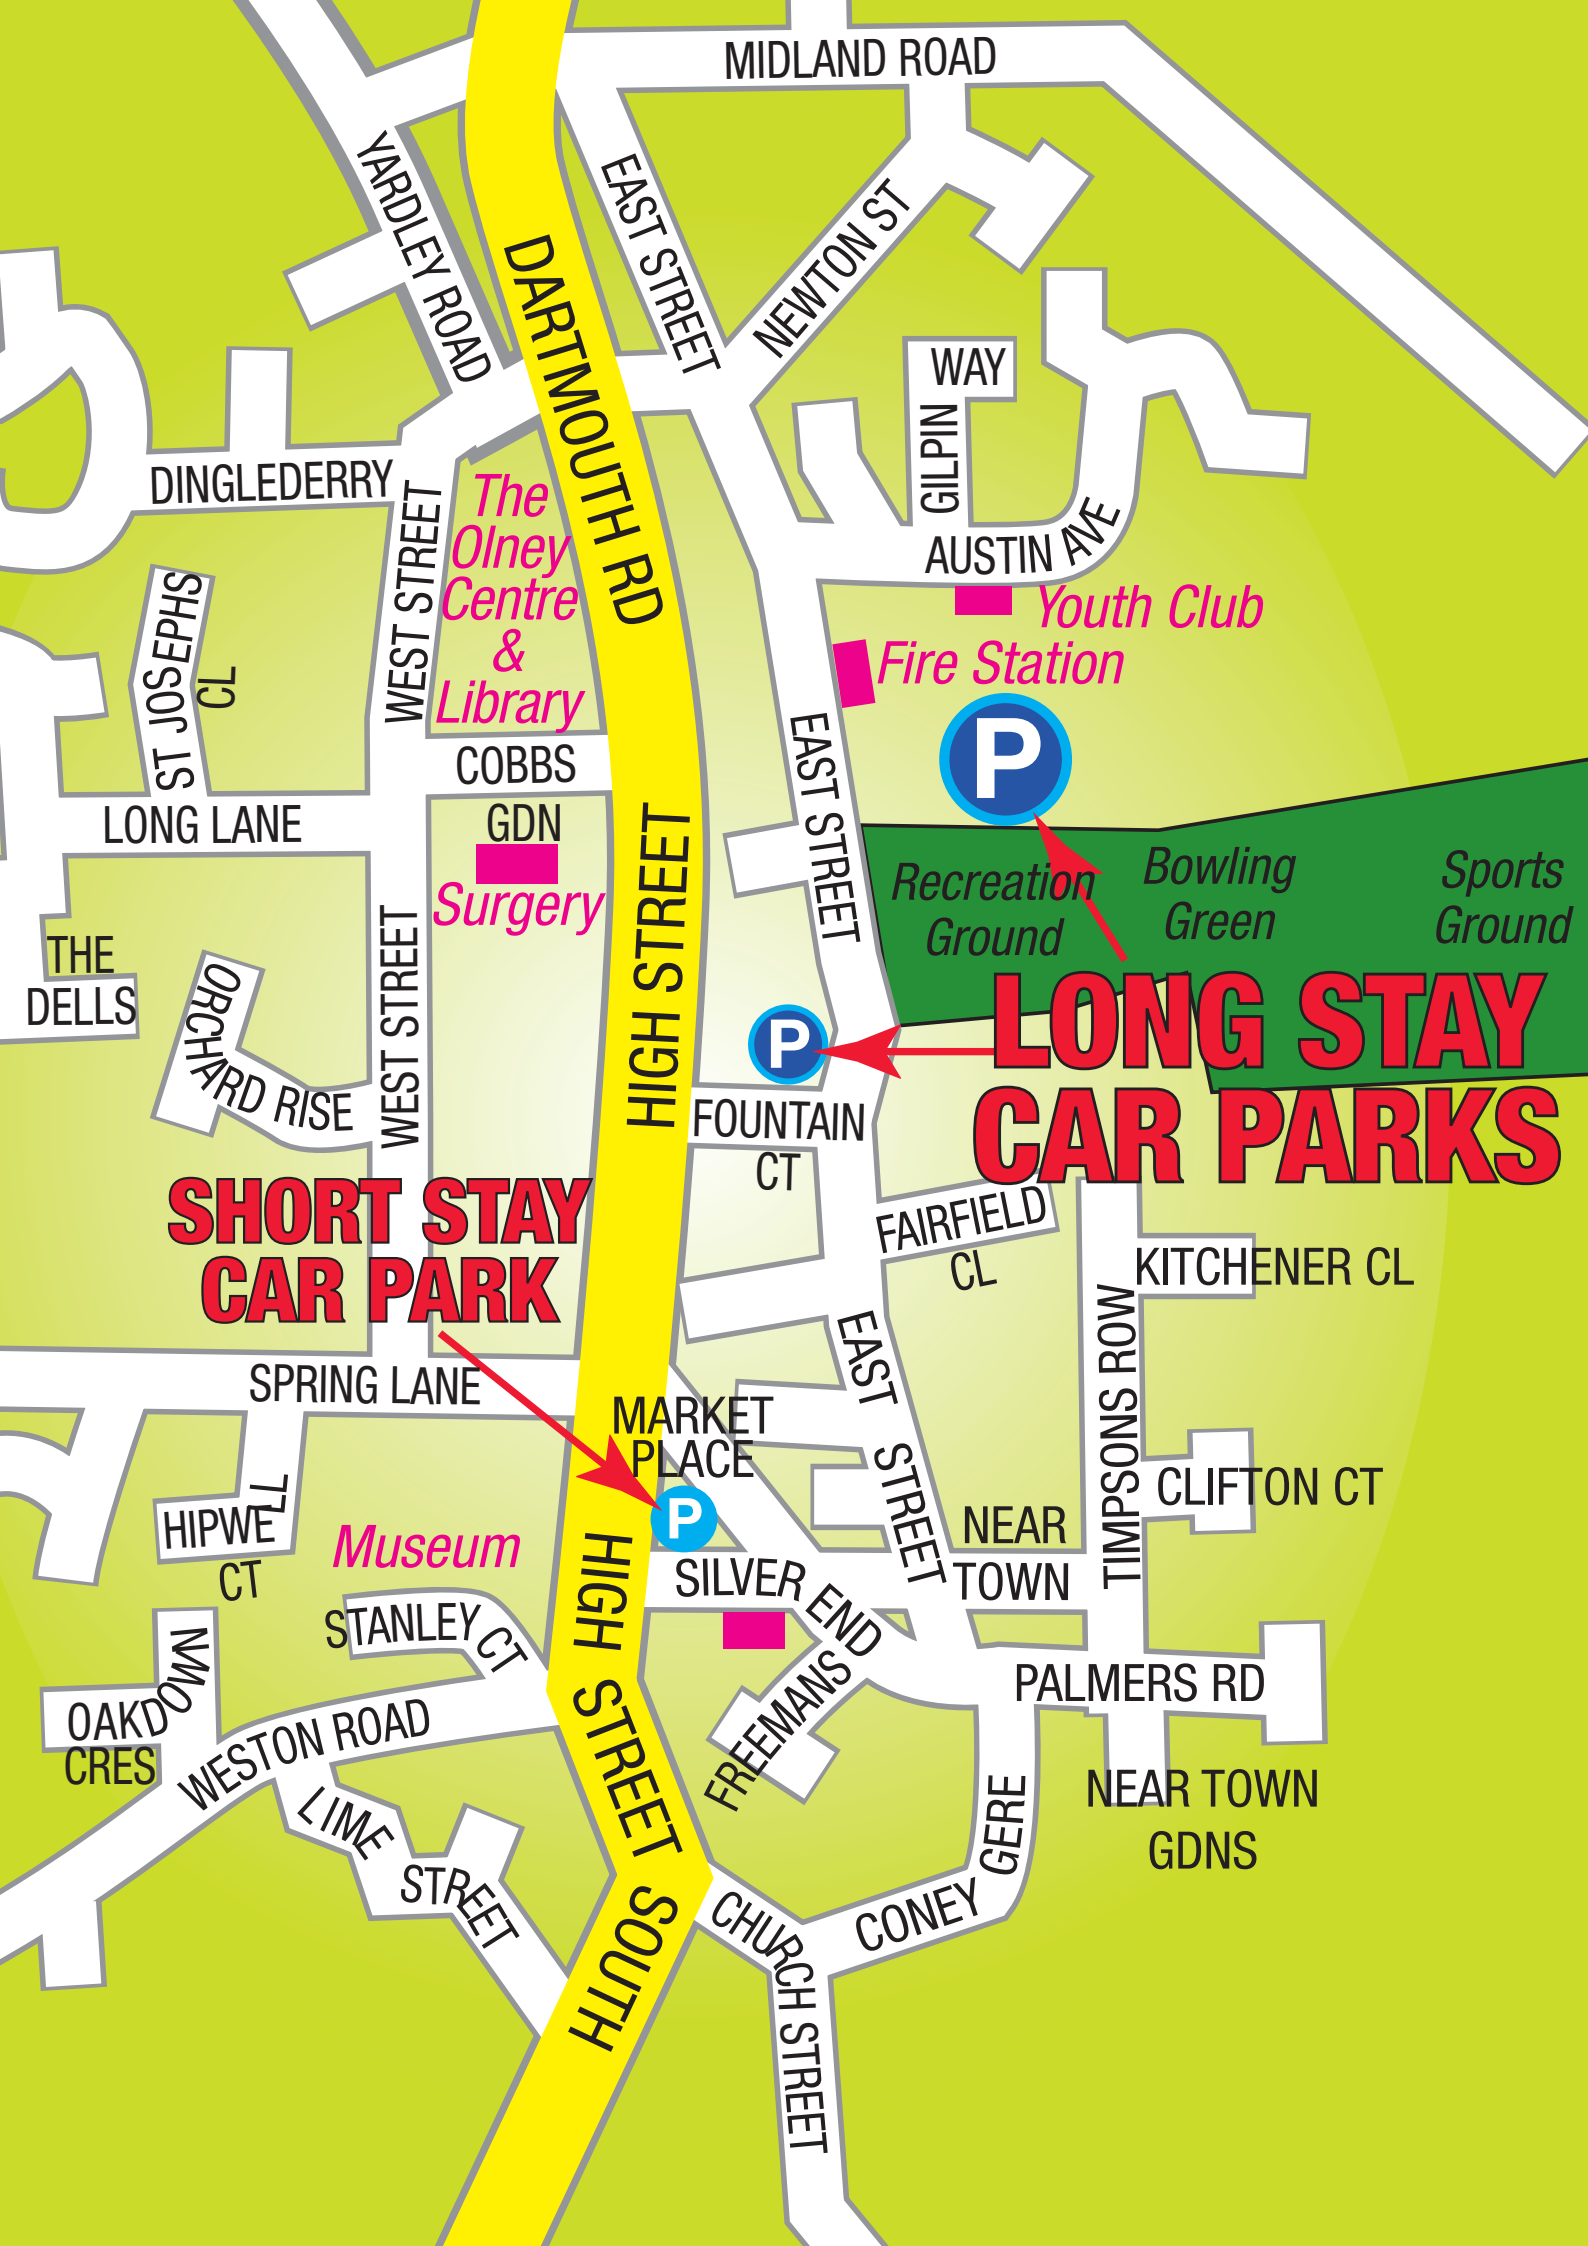 MIDLAND ROAD
YARDLEY ROAD
EAST STREET
NEWTON ST
DARTMOUTH RD
GILPIN
WAY
DINGLEDERRY
WEST STREET
The
Olney
Centre
&
Library
AUSTIN AVE
Youth Club
Fire Station
ST JOSEPHS
CL
P
EAST STREET
COBBS
GDN
LONG LANE
Surgery
HIGH STREET
Recreation
Ground
Bowling
Green
Sports
Ground
THE
DELLS
ORCHARD RISE
WEST STREET
P
LONG STAY
CAR PARKS
FOUNTAIN
CT
SHORT STAY
CAR PARK
FAIRFIELD
CL
KITCHENER CL
TIMPSONS ROW
EAST STREET
SPRING LANE
MARKET
PLACE
P
CLIFTON CT
HIPWELL
CT
Museum
SILVER END
NEAR
TOWN
STANLEY CT
HIGH STREET SOUTH
OAKDOWN
CRES
WESTON ROAD
FREEMANS
PALMERS RD
LIME STREET
NEAR TOWN
GDNS
CONEY GERE
CHURCH STREET